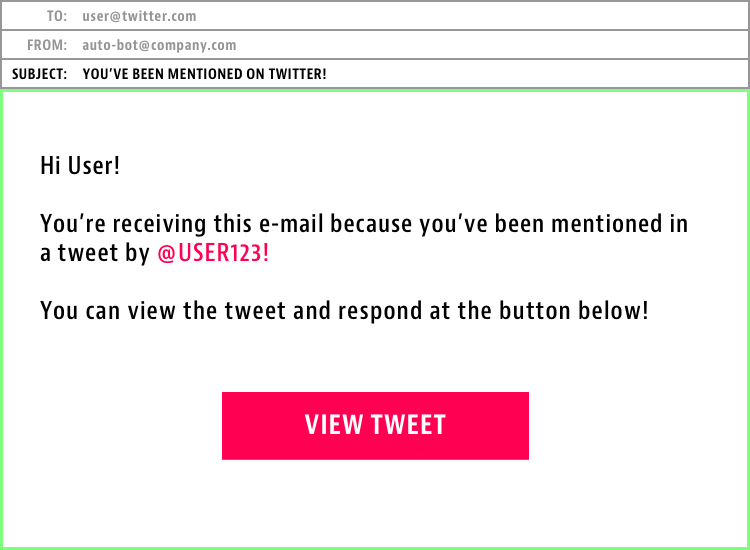 TO: user@twitter.com
FROM: auto-bot@company.com
SUBJECT: YOU’VE BEEN MENTIONED ON TWITTER!
Hi User!
You’re receiving this e-mail because you’ve been mentioned in
a tweet by @USER123!
You can view the tweet and respond at the button below!
VIEW TWEET